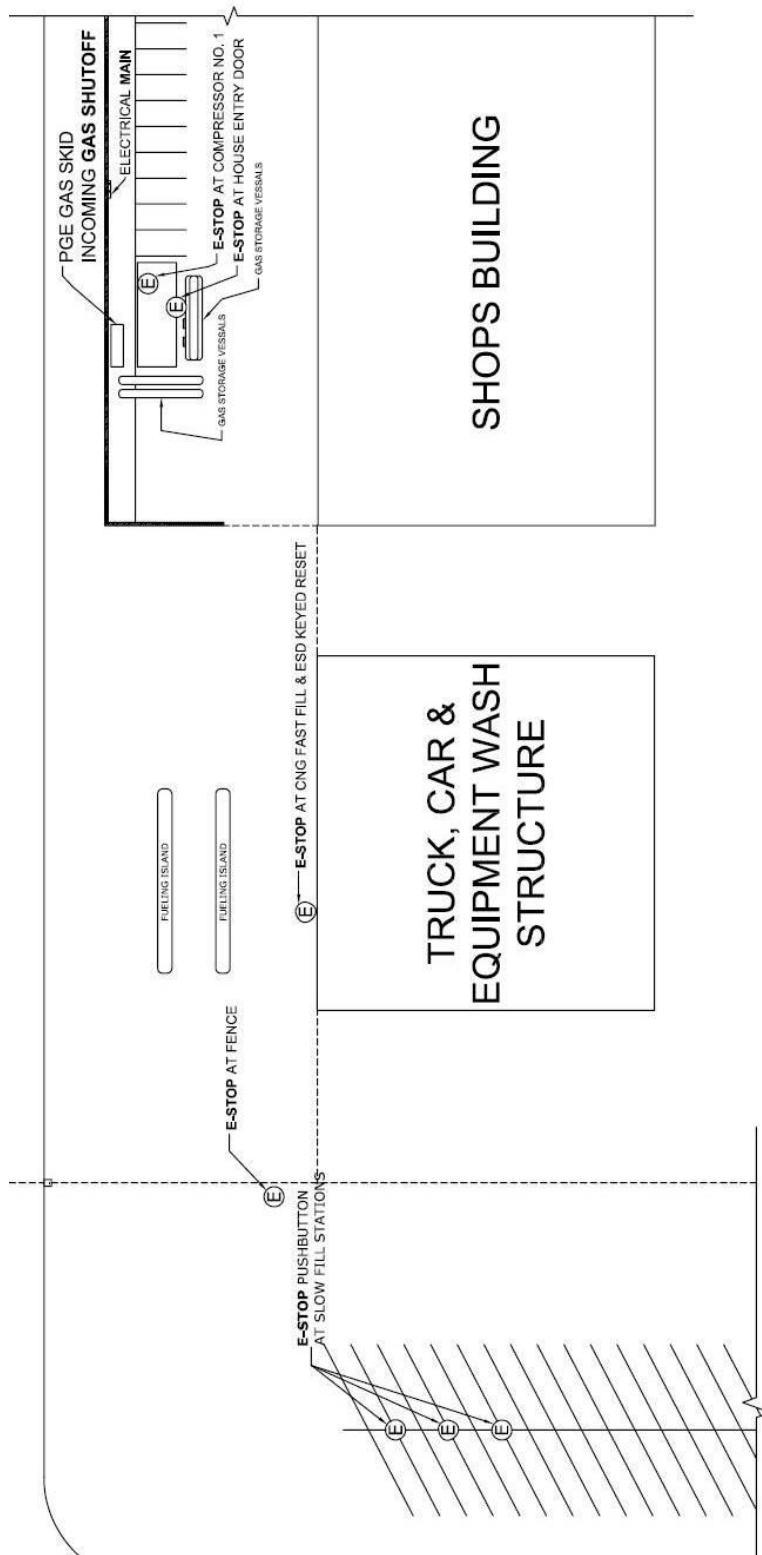 PGE GAS SKID
INCOMING GAS SHUTOFF
ELECTRICAL MAIN
E-STOP AT COMPRESSOR NO. 1
E-STOP AT HOUSE ENTRY DOOR
GAS STORAGE VESSALS
GAS STORAGE VESSALS
E
E
SHOPS BUILDING
E-STOP AT CNG FAST FILL & ESD KEYED RESET
E
FUELING ISLAND
FUELING ISLAND
TRUCK, CAR &
EQUIPMENT WASH
STRUCTURE
E-STOP AT FENCE
E
E-STOP PUSHBUTTON
AT SLOW FILL STATIONS
E
E
E